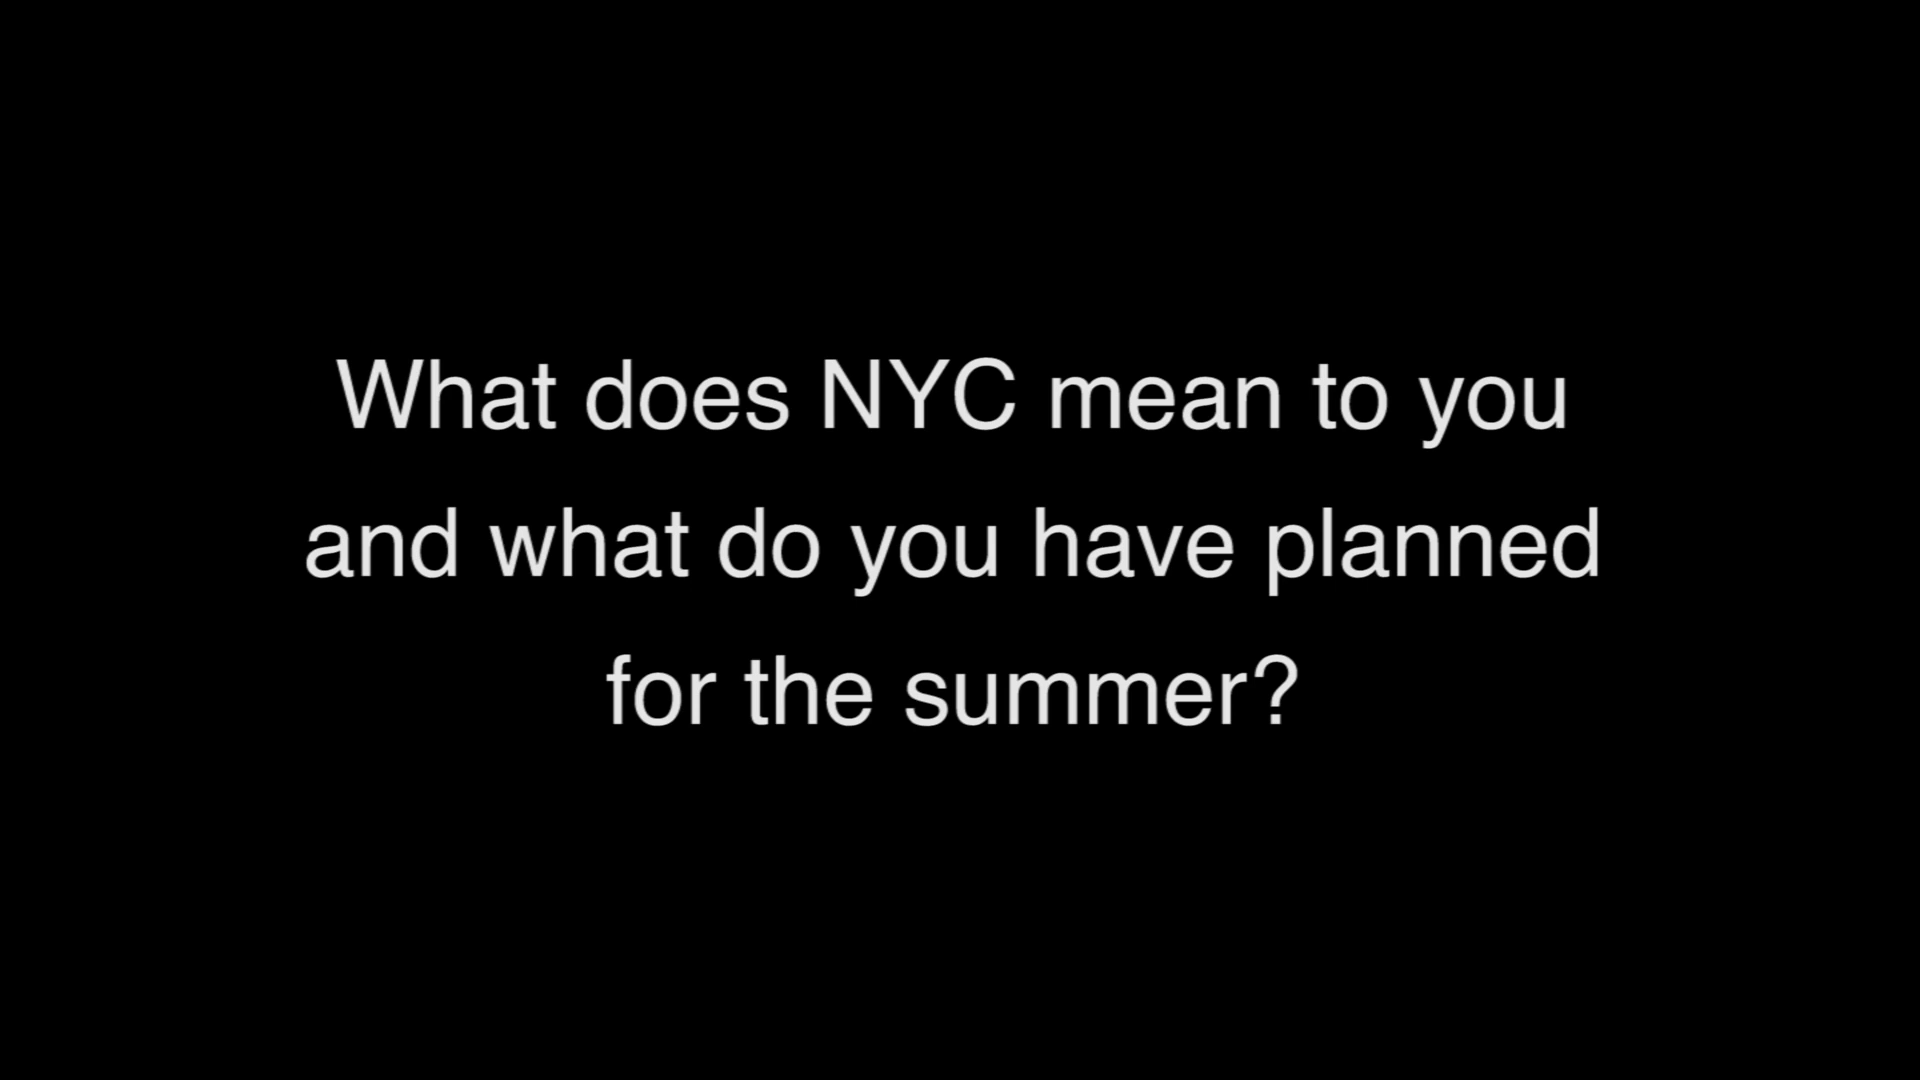 What does NYC mean to you
and what do you have planned
for the summer?